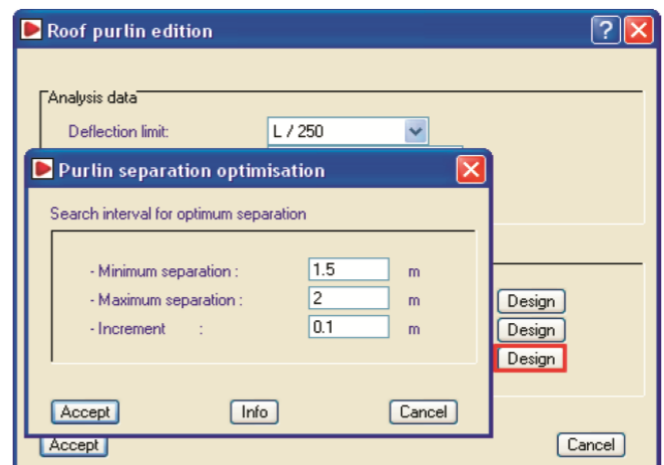 Roof purlin edition
Analysis data
Deflection limit: L / 250
Purlin separation optimisation
Search interval for optimum separation
- Minimum separation : 1.5 m
- Maximum separation : 2 m
- Increment : 0.1 m
Design
Design
Design
Accept Info Cancel
Accept Cancel